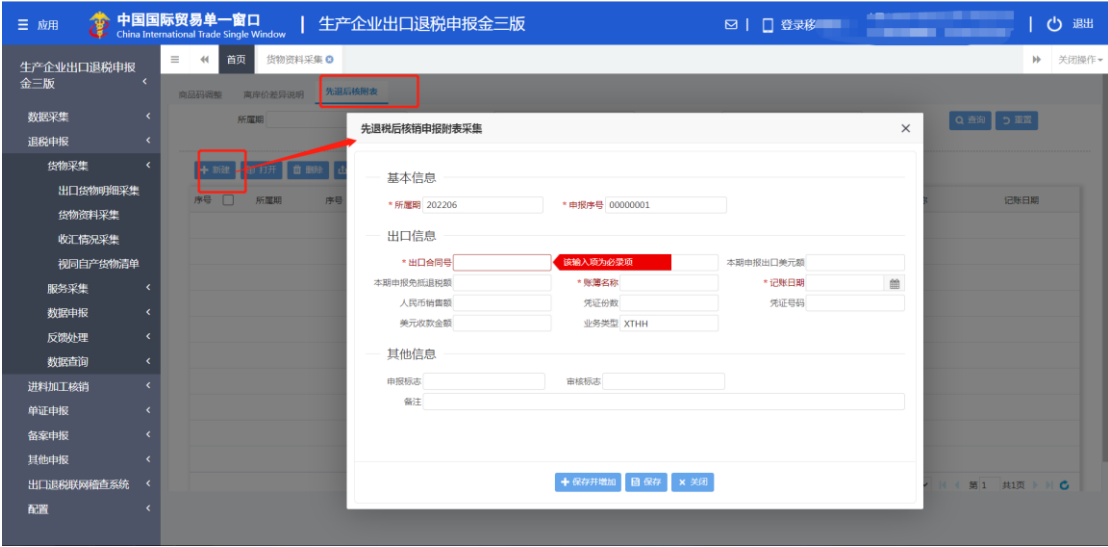 应用
中国国际贸易单一窗口
China International Trade Single Window
生产企业出口退税申报金三版
登录移
退出
生产企业出口退税申报
金三版
首页
货物资料采集
关闭操作
商品码调整
离岸价差异说明
先退后核附表
所属期
查询
重置
新建
打开
删除
序号
所属期
序号
记账日期
数据采集
退税申报
货物采集
出口货物明细采集
货物资料采集
收汇情况采集
视同自产货物清单
服务采集
数据申报
反馈处理
数据查询
进料加工核销
单证申报
备案申报
其他申报
出口退税联网稽查系统
配置
先退税后核销申报附表采集
基本信息
*所属期 202206
*申报序号 00000001
出口信息
*出口合同号
该输入项为必录项
本期申报出口美元额
本期申报免抵退税额
*账簿名称
*记账日期
人民币销售额
凭证份数
凭证号码
美元收款金额
业务类型 XTHH
其他信息
申报标志
审核标志
备注
保存并增加
保存
关闭
第 1 共1页